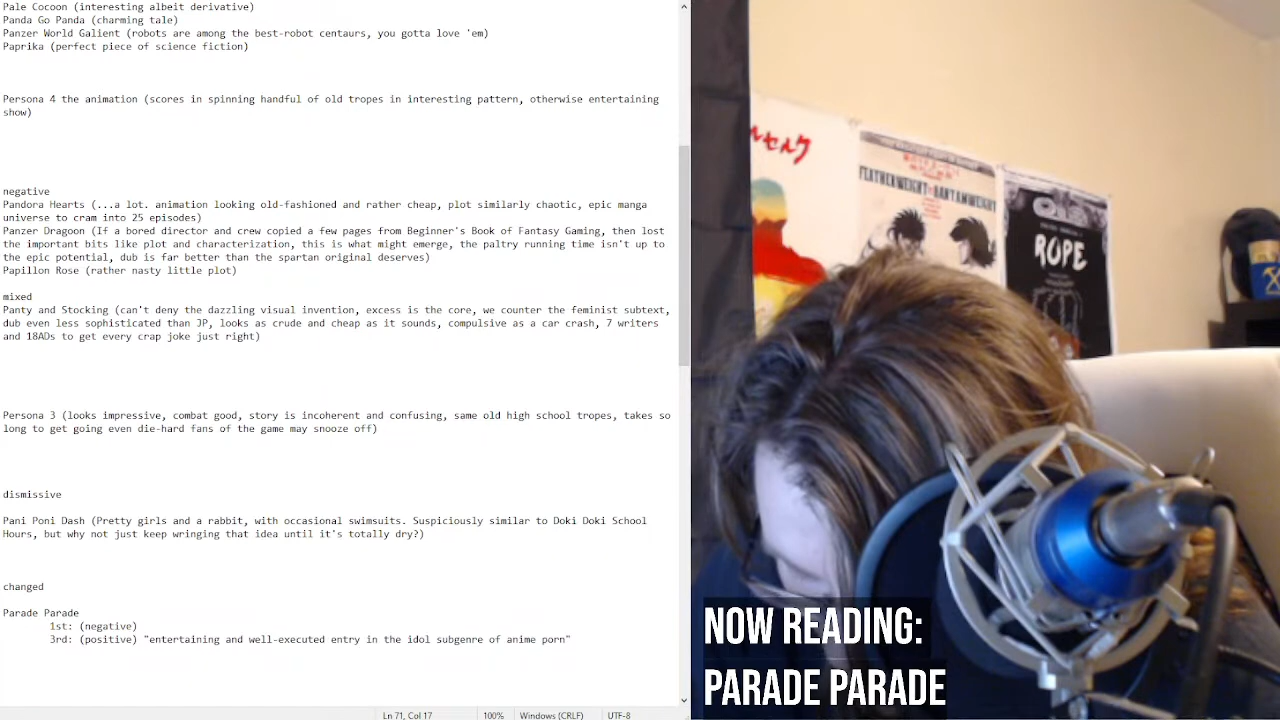 Pale Cocoon (interesting albeit derivative)
Panda Go Panda (charming tale)
Panzer World Galient (robots are among the best-robot centaurs, you gotta love 'em)
Paprika (perfect piece of science fiction)
Persona 4 the animation (scores in spinning handful of old tropes in interesting pattern, otherwise entertaining
show)
negative
Pandora Hearts (...a lot. animation looking old-fashioned and rather cheap, plot similarly chaotic, epic manga
universe to cram into 25 episodes)
Panzer Dragoon (If a bored director and crew copied a few pages from Beginner's Book of Fantasy Gaming, then lost
the important bits like plot and characterization, this is what might emerge, the paltry running time isn't up to
the epic potential, dub is far better than the spartan original deserves)
Papillon Rose (rather nasty little plot)
mixed
Panty and Stocking (can't deny the dazzling visual invention, excess is the core, we counter the feminist subtext,
dub even less sophisticated than JP, looks as crude and cheap as it sounds, compulsive as a car crash, 7 writers
and 18ADs to get every crap joke just right)
Persona 3 (looks impressive, combat good, story is incoherent and confusing, same old high school tropes, takes so
long to get going even die-hard fans of the game may snooze off)
dismissive
Pani Poni Dash (Pretty girls and a rabbit, with occasional swimsuits. Suspiciously similar to Doki Doki School
Hours, but why not just keep wringing that idea until it's totally dry?)
changed
Parade Parade
1st: (negative)
3rd: (positive) "entertaining and well-executed entry in the idol subgenre of anime porn"
Ln 71, Col 17
100%
Windows (CRLF)
UTF-8
ルセルク
FEATHERWEIGHT BANTAMWEIGHT
ROPE
NOW READING:
PARADE PARADE